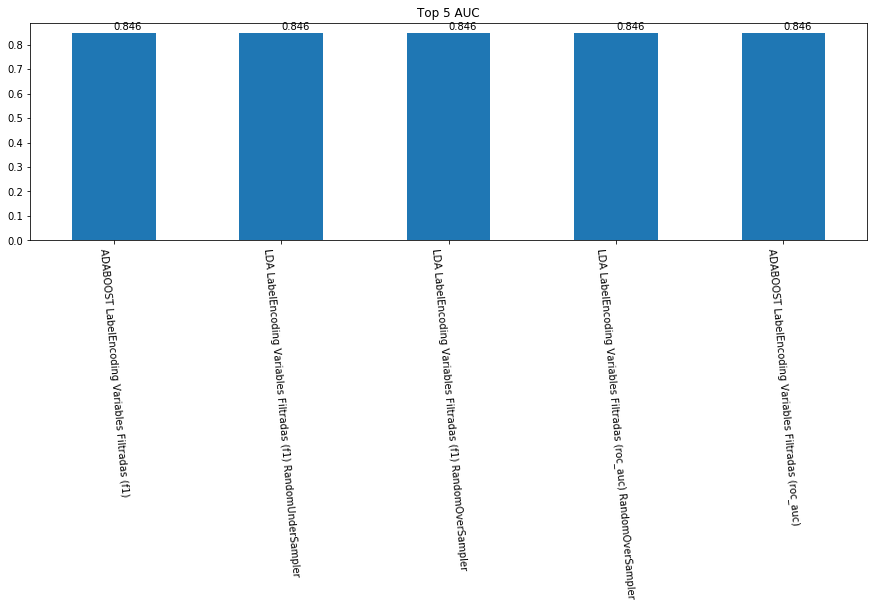 Top 5 AUC
0.846
0.846
0.846
0.846
0.846
0.8
0.7
0.6
0.5
0.4
0.3
0.2
0.1
0.0
ADABOOST LabelEncoding Variables Filtradas (f1)
LDA LabelEncoding Variables Filtradas (f1) RandomUnderSampler
LDA LabelEncoding Variables Filtradas (f1) RandomOverSampler
LDA LabelEncoding Variables Filtradas (roc_auc) RandomOverSampler
ADABOOST LabelEncoding Variables Filtradas (roc_auc)